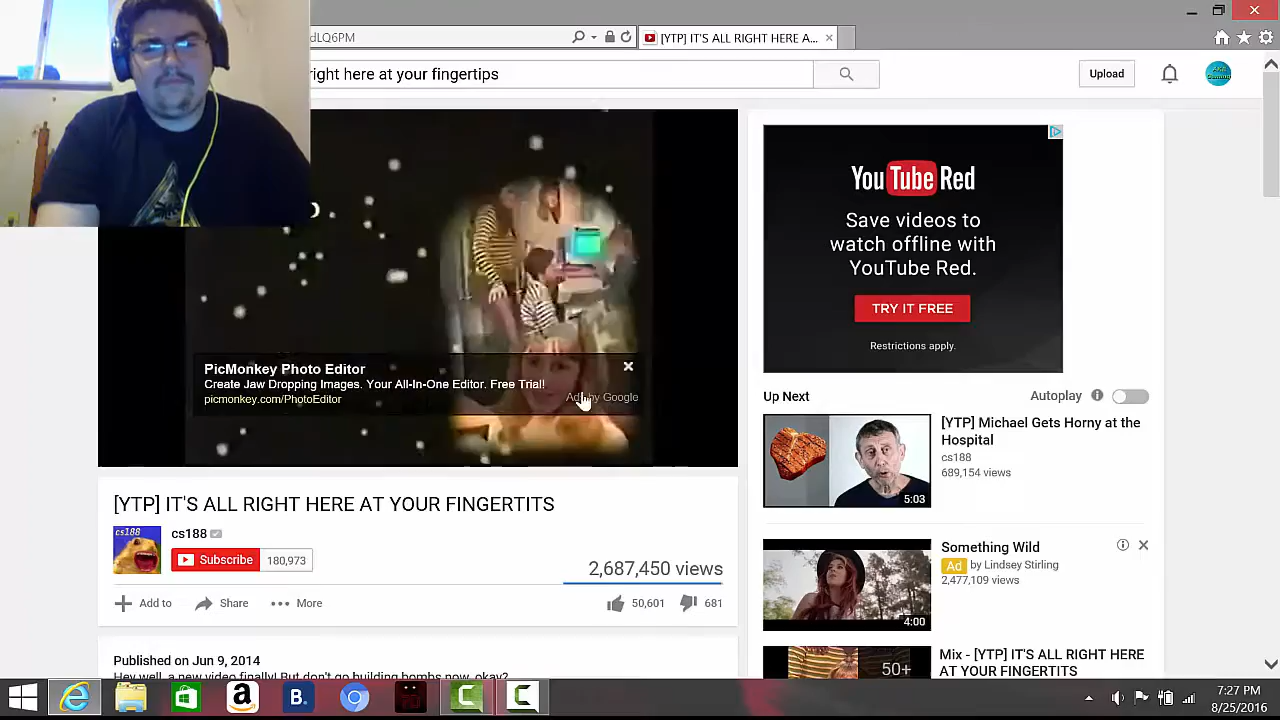 dLQ6PM
[YTP] IT'S ALL RIGHT HERE A...
right here at your fingertips
Upload
YouTube Red
Save videos to
watch offline with
YouTube Red.
TRY IT FREE
Restrictions apply.
PicMonkey Photo Editor
Create Jaw Dropping Images. Your All-In-One Editor. Free Trial!
picmonkey.com/PhotoEditor
Ad by Google
Up Next
Autoplay
[YTP] Michael Gets Horny at the
Hospital
cs188
689,154 views
5:03
[YTP] IT'S ALL RIGHT HERE AT YOUR FINGERTITS
cs188
cs188
Subscribe
180,973
2,687,450 views
Add to
Share
More
50,601
681
Something Wild
Ad by Lindsey Stirling
2,477,109 views
4:00
Mix - [YTP] IT'S ALL RIGHT HERE
AT YOUR FINGERTITS
50+
Published on Jun 9, 2014
7:27 PM
8/25/2016